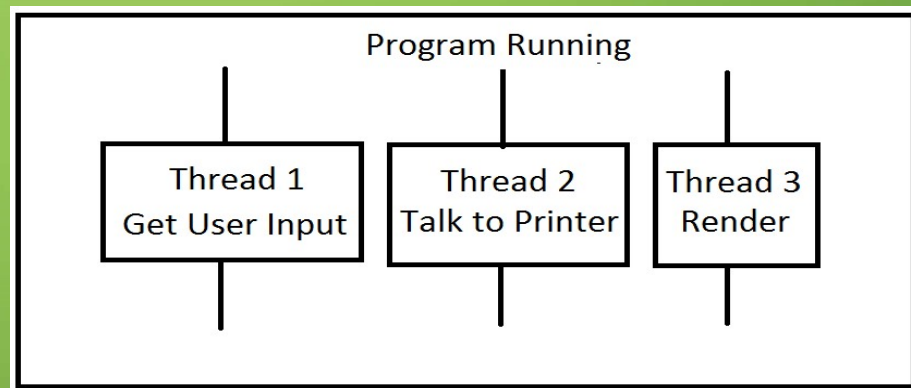 Program Running
Thread 1
Get User Input
Thread 2
Talk to Printer
Thread 3
Render